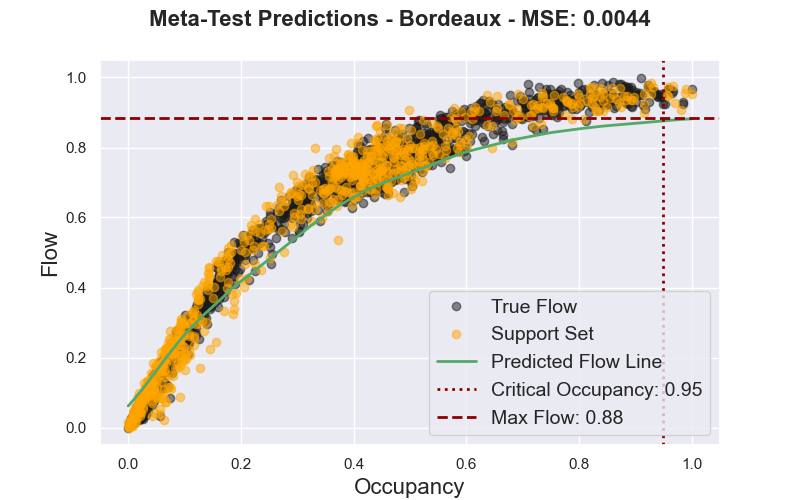 Meta-Test Predictions - Bordeaux - MSE: 0.0044
Flow
1.0
0.8
0.6
0.4
0.2
0.0
True Flow
Support Set
Predicted Flow Line
Critical Occupancy: 0.95
Max Flow: 0.88
0.0 0.2 0.4 0.6 0.8 1.0
Occupancy